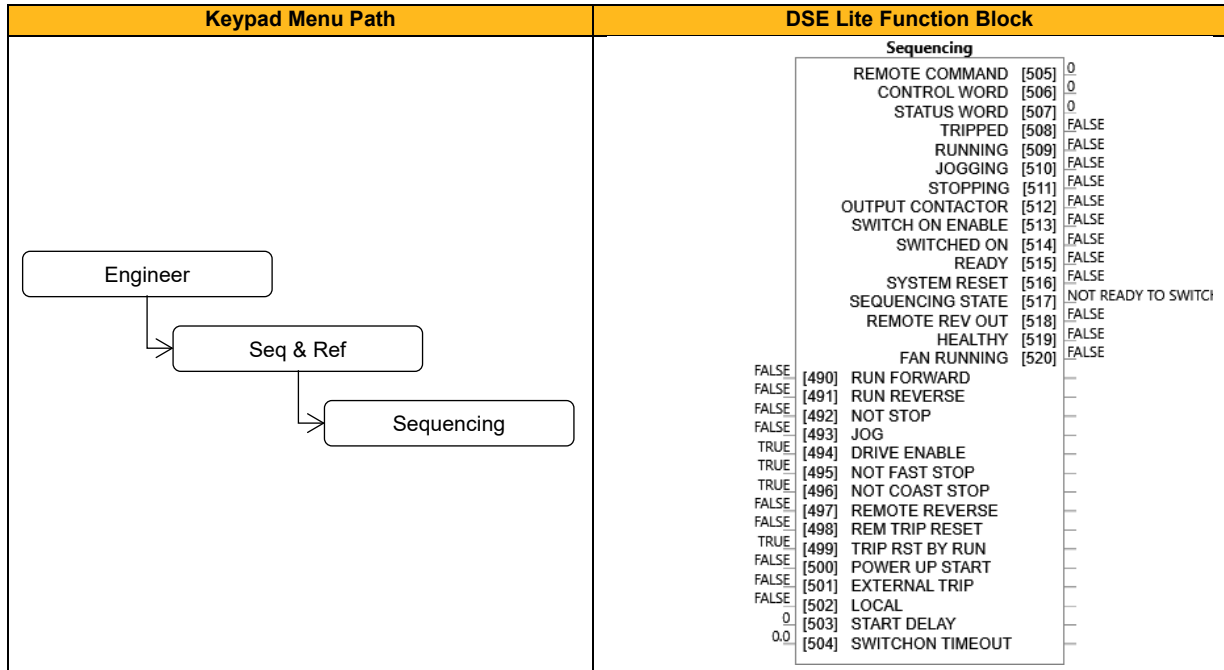 Keypad Menu Path
DSE Lite Function Block
Engineer
Seq & Ref
Sequencing
Sequencing
REMOTE COMMAND [505] 0
CONTROL WORD [506] 0
STATUS WORD [507] 0
TRIPPED [508] FALSE
RUNNING [509] FALSE
JOGGING [510] FALSE
STOPPING [511] FALSE
OUTPUT CONTACTOR [512] FALSE
SWITCH ON ENABLE [513] FALSE
SWITCHED ON [514] FALSE
READY [515] FALSE
SYSTEM RESET [516] FALSE
SEQUENCING STATE [517] NOT READY TO SWITCH
REMOTE REV OUT [518] FALSE
HEALTHY [519] FALSE
FAN RUNNING [520] FALSE
FALSE [490] RUN FORWARD
FALSE [491] RUN REVERSE
FALSE [492] NOT STOP
FALSE [493] JOG
TRUE [494] DRIVE ENABLE
TRUE [495] NOT FAST STOP
TRUE [496] NOT COAST STOP
FALSE [497] REMOTE REVERSE
FALSE [498] REM TRIP RESET
TRUE [499] TRIP RST BY RUN
FALSE [500] POWER UP START
FALSE [501] EXTERNAL TRIP
FALSE [502] LOCAL
0 [503] START DELAY
0.0 [504] SWITCHON TIMEOUT